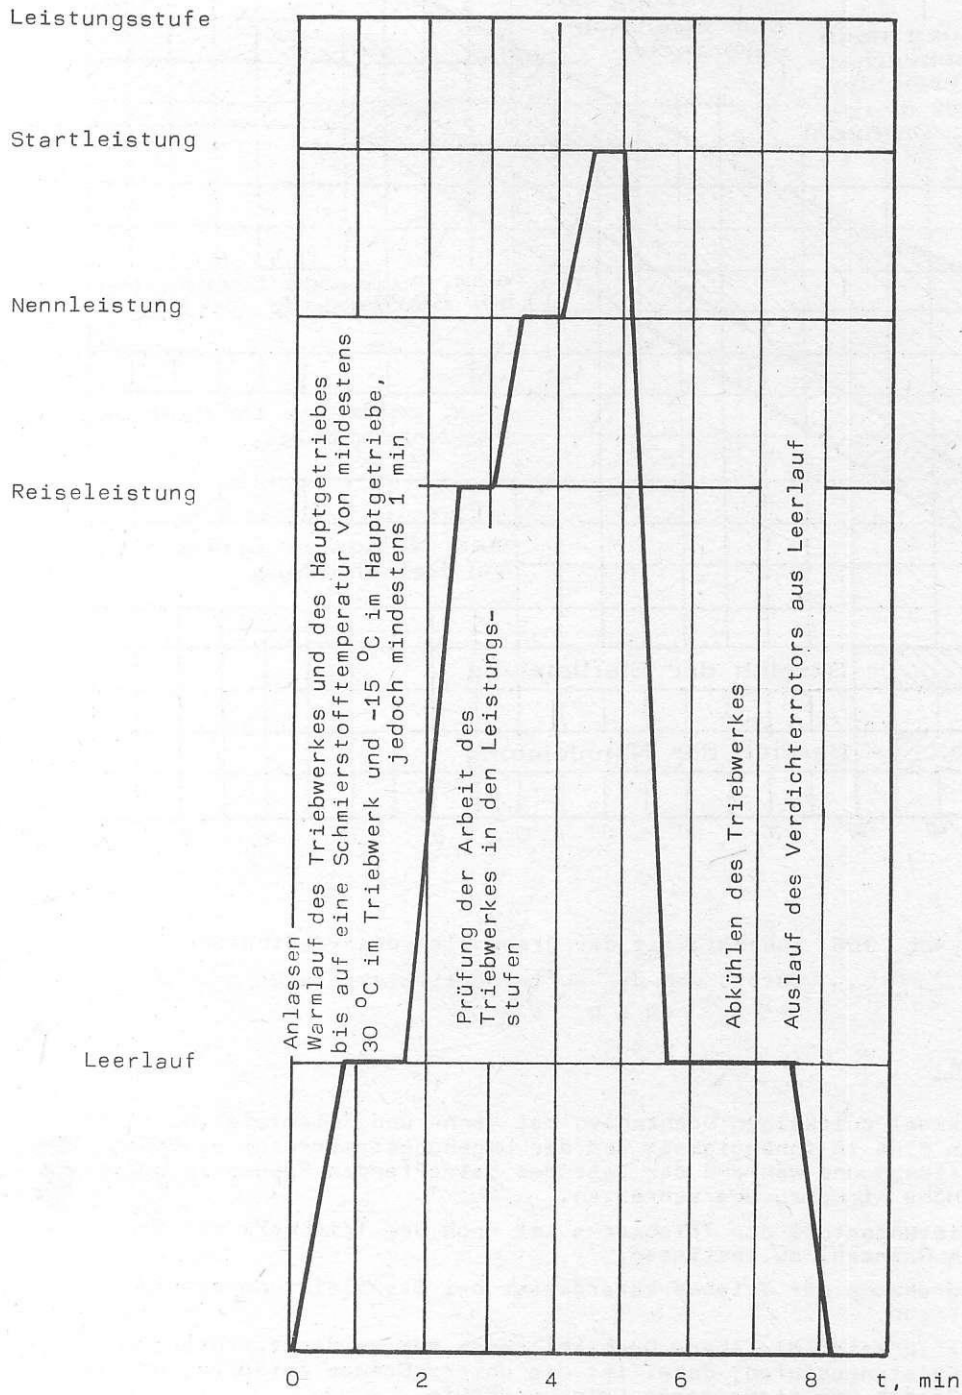 Leistungsstufe
Startleistung
Nennleistung
Reiseleistung
Leerlauf
Anlassen
Warmlauf des Triebwerkes und des Hauptgetriebes
bis auf eine Schmierstofftemperatur von mindestens
30 °C im Triebwerk und -15 °C im Hauptgetriebe,
jedoch mindestens 1 min
Prüfung der Arbeit des
Triebwerkes in den Leistungs-
stufen
Abkühlen des Triebwerkes
Auslauf des Verdichterrotors aus Leerlauf
0 2 4 6 8 t, min